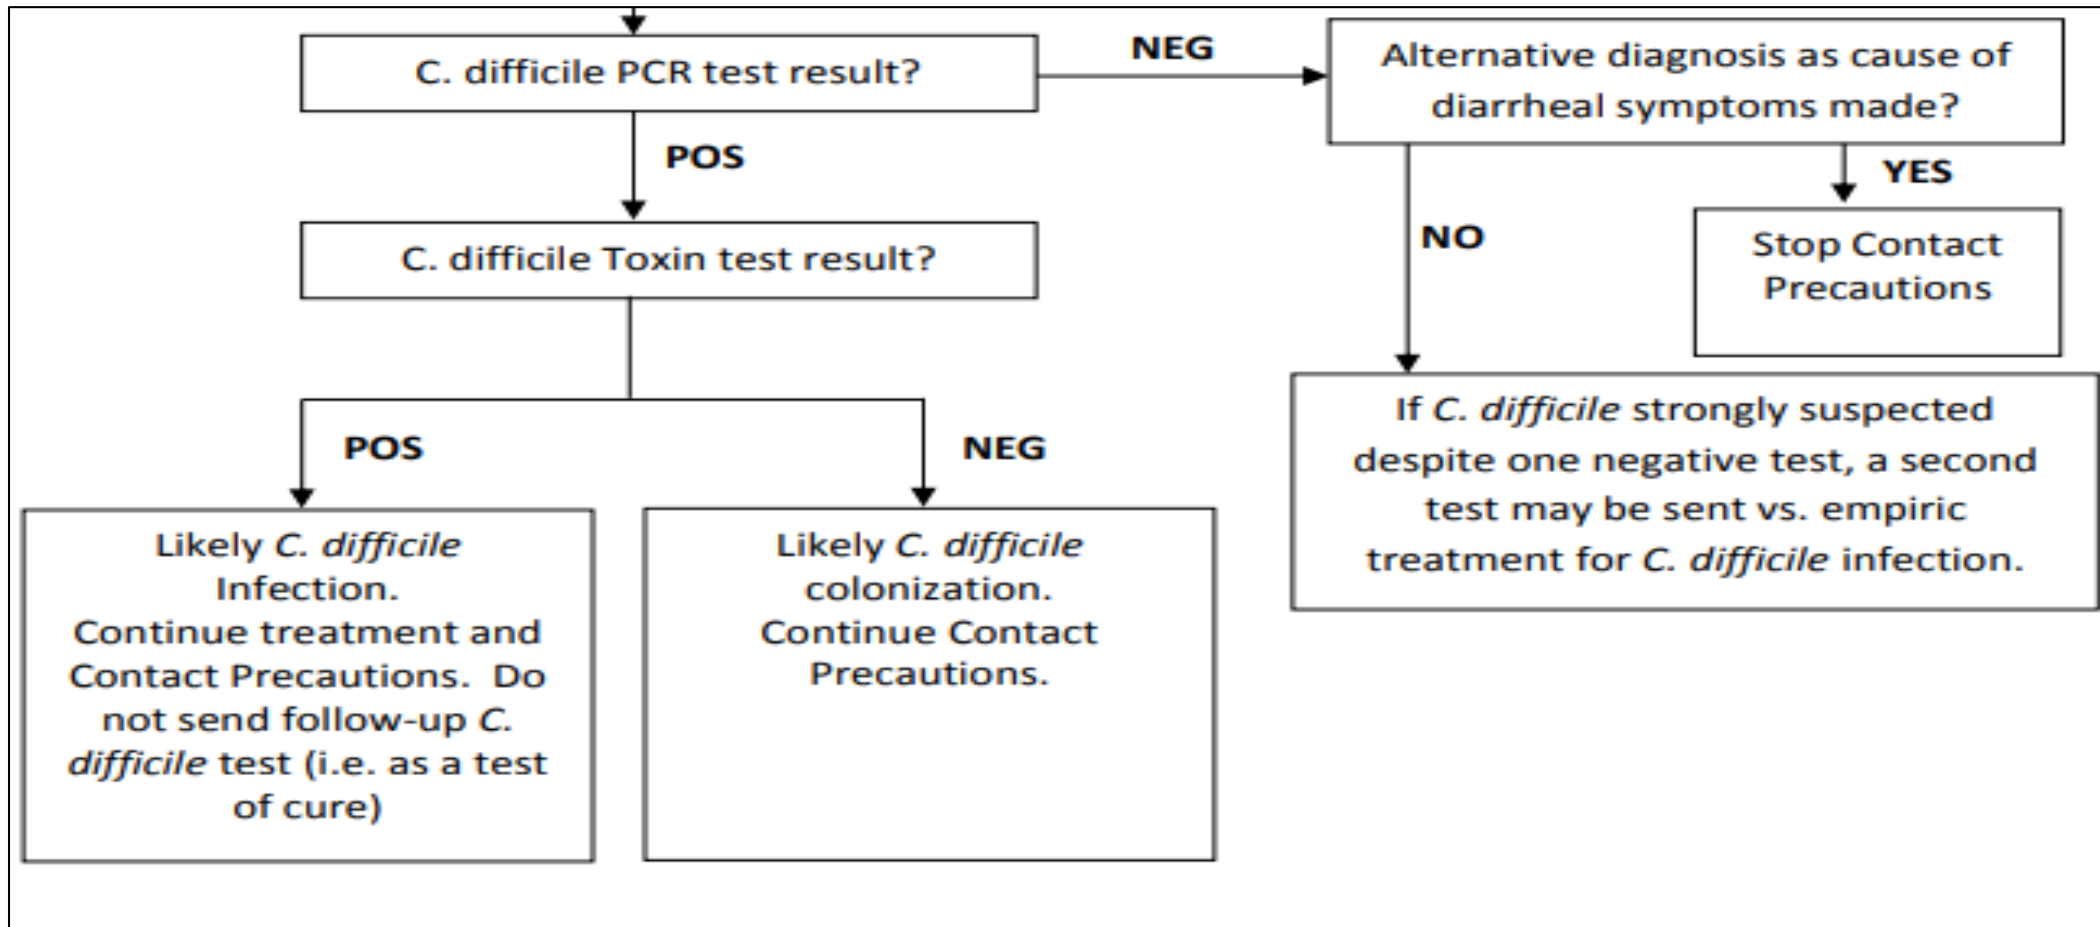 C. difficile PCR test result?
NEG
Alternative diagnosis as cause of
diarrheal symptoms made?
POS
YES
NO
Stop Contact
Precautions
C. difficile Toxin test result?
If C. difficile strongly suspected
despite one negative test, a second
test may be sent vs. empiric
treatment for C. difficile infection.
POS
NEG
Likely C. difficile
Infection.
Continue treatment and
Contact Precautions.  Do
not send follow-up C.
difficile test (i.e. as a test
of cure)
Likely C. difficile
colonization.
Continue Contact
Precautions.